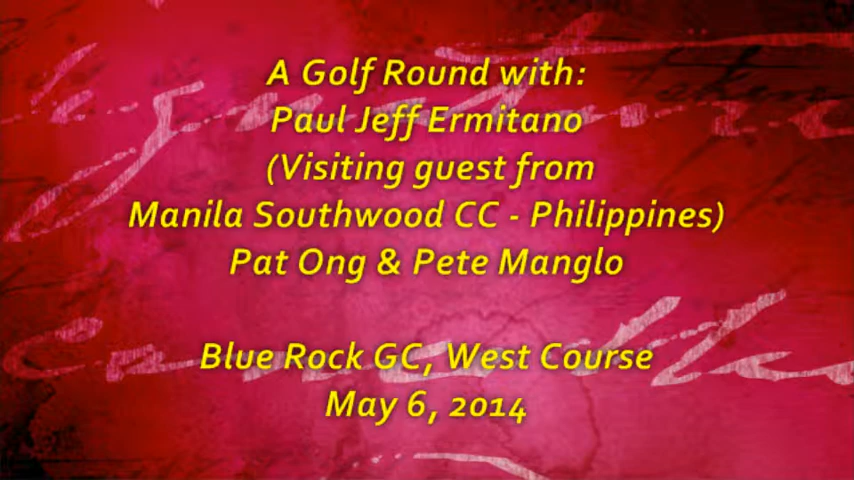 A Golf Round with:
Paul Jeff Ermitano
(Visiting guest from
Manila Southwood CC - Philippines)
Pat Ong & Pete Manglo
Blue Rock GC, West Course
May 6, 2014